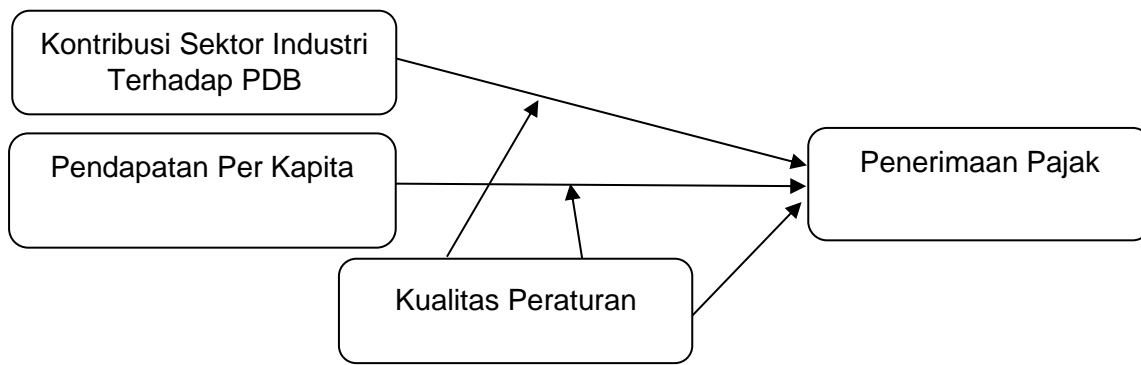 Kontribusi Sektor Industri
Terhadap PDB
Pendapatan Per Kapita
Penerimaan Pajak
Kualitas Peraturan